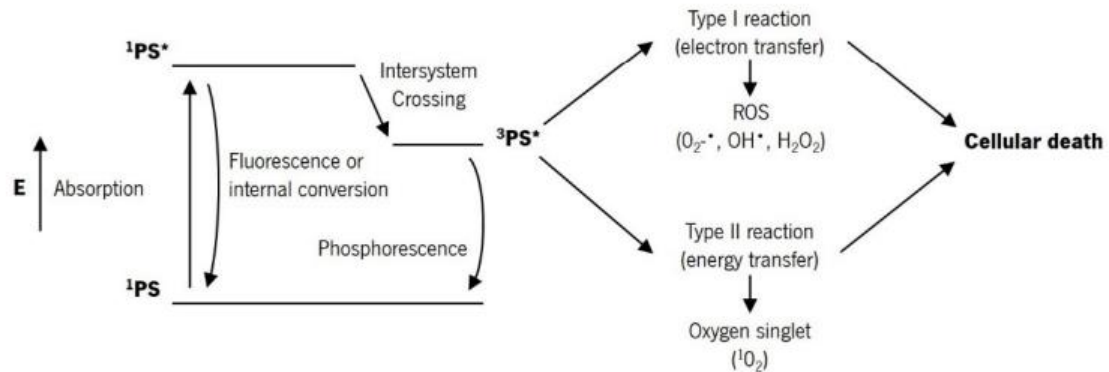 ¹PS*
Intersystem
Crossing
³PS*
E
Absorption
Fluorescence or
internal conversion
Phosphorescence
¹PS
Type I reaction
(electron transfer)
ROS
(O₂-•, OH•, H₂O₂)
Cellular death
Type II reaction
(energy transfer)
Oxygen singlet
(¹O₂)